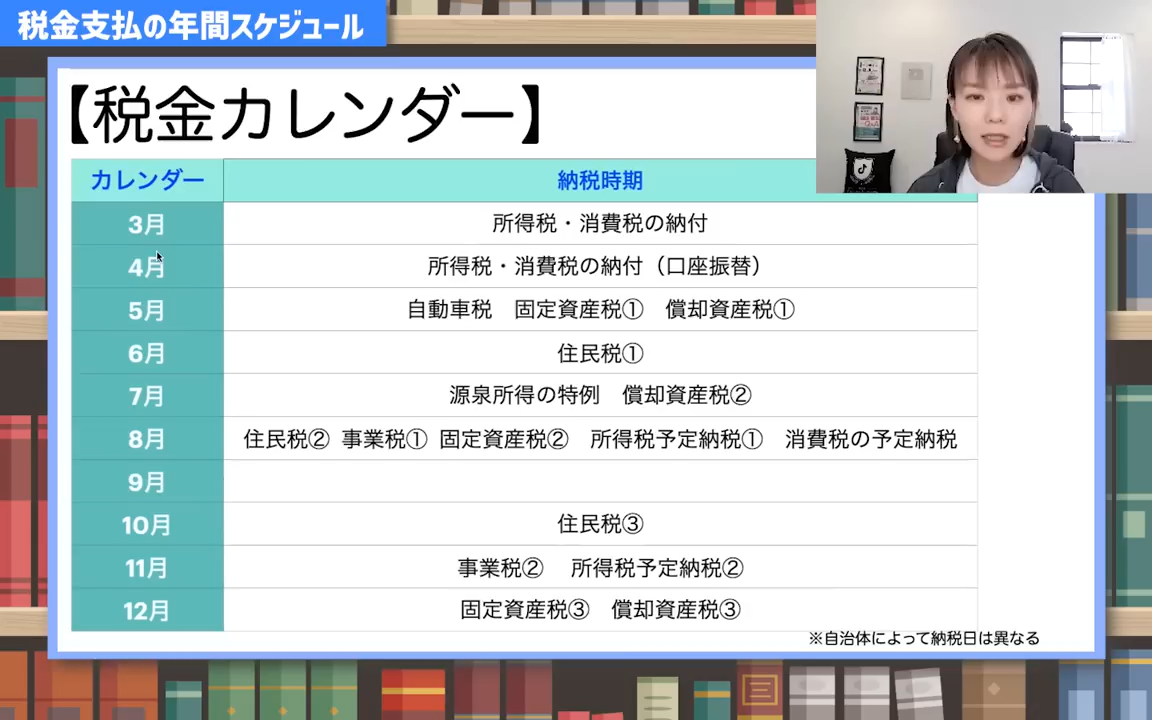 税金支払の年間スケジュール
【税金カレンダー】
カレンダー 納税時期
3月 所得税・消費税の納付
4月 所得税・消費税の納付（口座振替）
5月 自動車税 固定資産税① 償却資産税①
6月 住民税①
7月 源泉所得の特例 償却資産税②
8月 住民税② 事業税① 固定資産税② 所得税予定納税① 消費税の予定納税
9月
10月 住民税③
11月 事業税② 所得税予定納税②
12月 固定資産税③ 償却資産税③
※自治体によって納税日は異なる